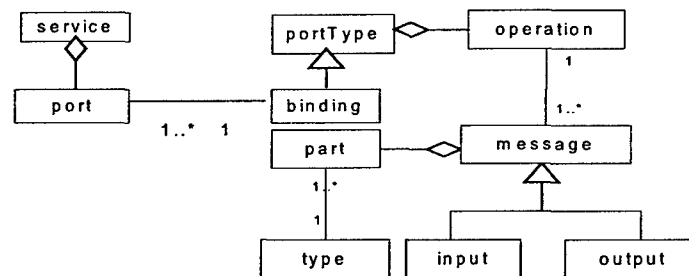 service
portType
operation
port
binding
1
1..*
1
1..*
part
message
1..*
1
type
input
output